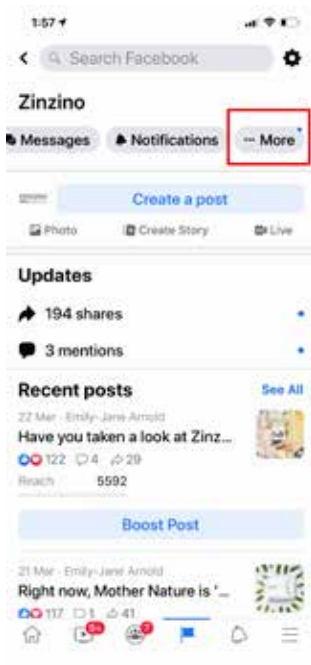 1:57
Search Facebook
Zinzino
Messages Notifications ··· More
Create a post
Photo Create Story Live
Updates
194 shares
3 mentions
Recent posts See All
22 Mar · Emily-Jane Arnold
Have you taken a look at Zinz...
122 4 29
Reach 5592
Boost Post
21 Mar · Emily-Jane Arnold
Right now, Mother Nature is '_
117 1 41
9+